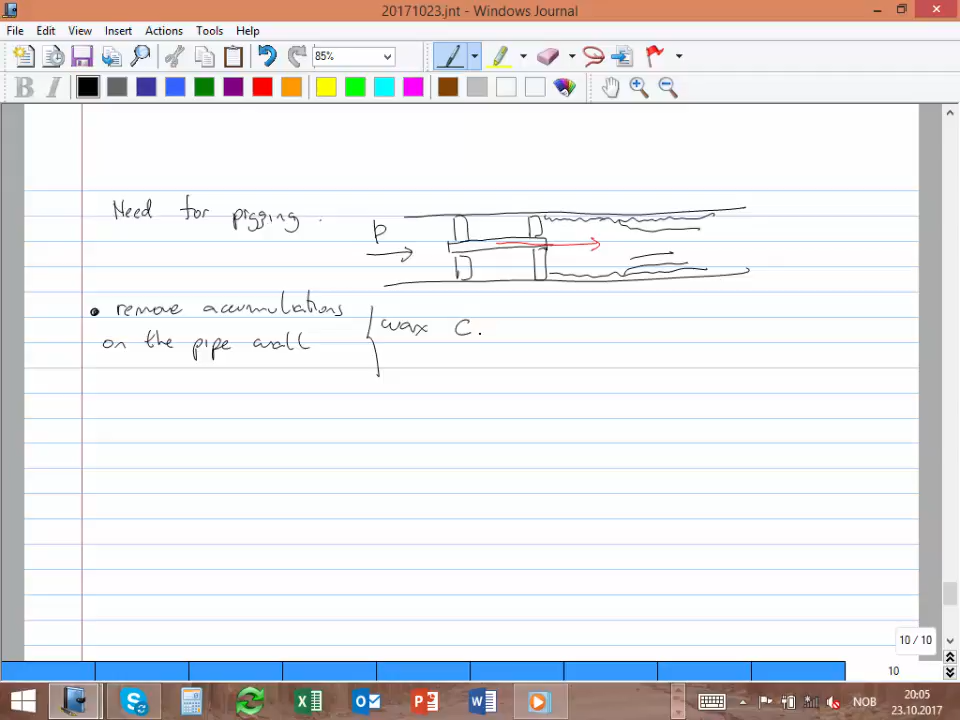 20171023.jnt - Windows Journal
File Edit View Insert Actions Tools Help
85%
B I
Need for pigging.
P
• remove accumulations
on the pipe wall
wax C.
10 / 10
10
NOB
20:05
23.10.2017